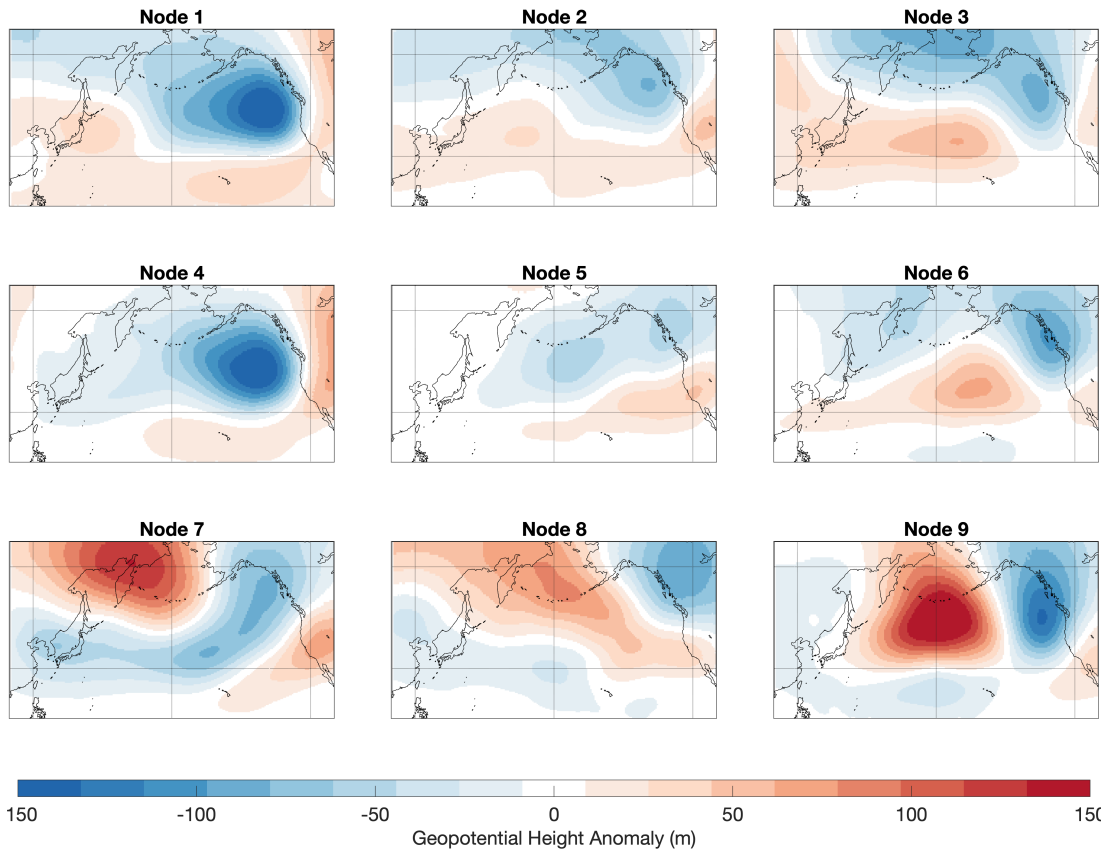 Node 1 Node 2 Node 3
Node 4 Node 5 Node 6
Node 7 Node 8 Node 9
150 -100 -50 0 50 100 150
Geopotential Height Anomaly (m)